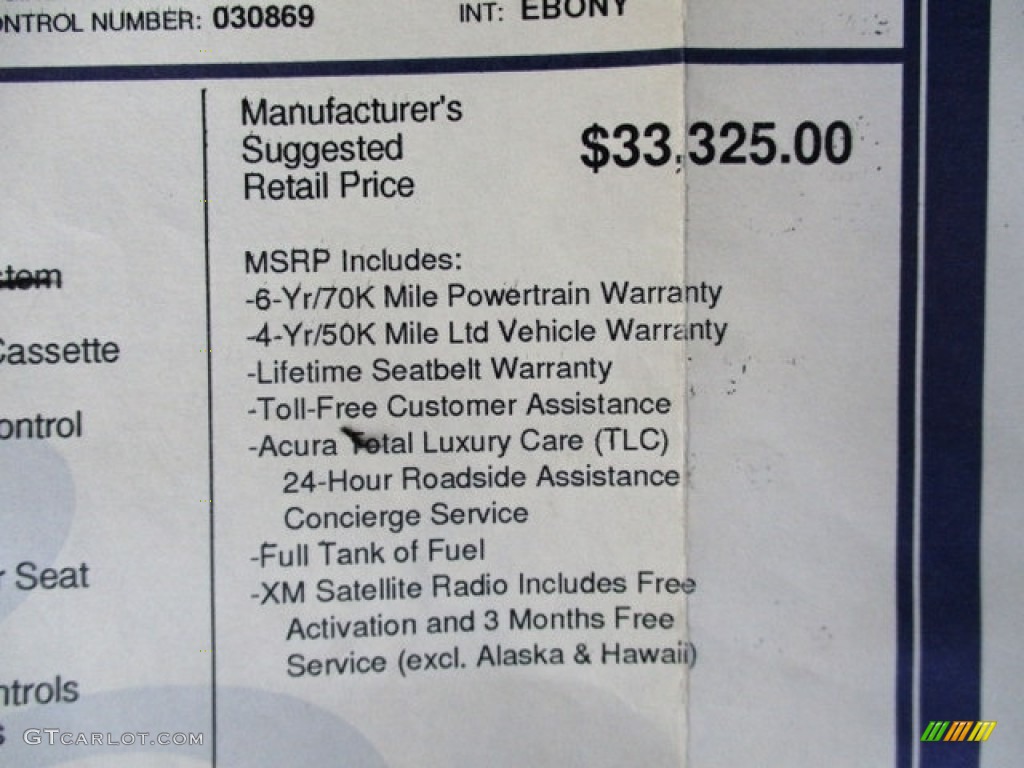 ONTROL NUMBER: 030869 INT: EBONY
Manufacturer's
Suggested
Retail Price
$33,325.00
MSRP Includes:
-6-Yr/70K Mile Powertrain Warranty
-4-Yr/50K Mile Ltd Vehicle Warranty
-Lifetime Seatbelt Warranty
-Toll-Free Customer Assistance
-Acura Total Luxury Care (TLC)
24-Hour Roadside Assistance
Concierge Service
-Full Tank of Fuel
-XM Satellite Radio Includes Free
Activation and 3 Months Free
Service (excl. Alaska & Hawaii)
stem
Cassette
ontrol
r Seat
ntrols
s
GTcarlot.com